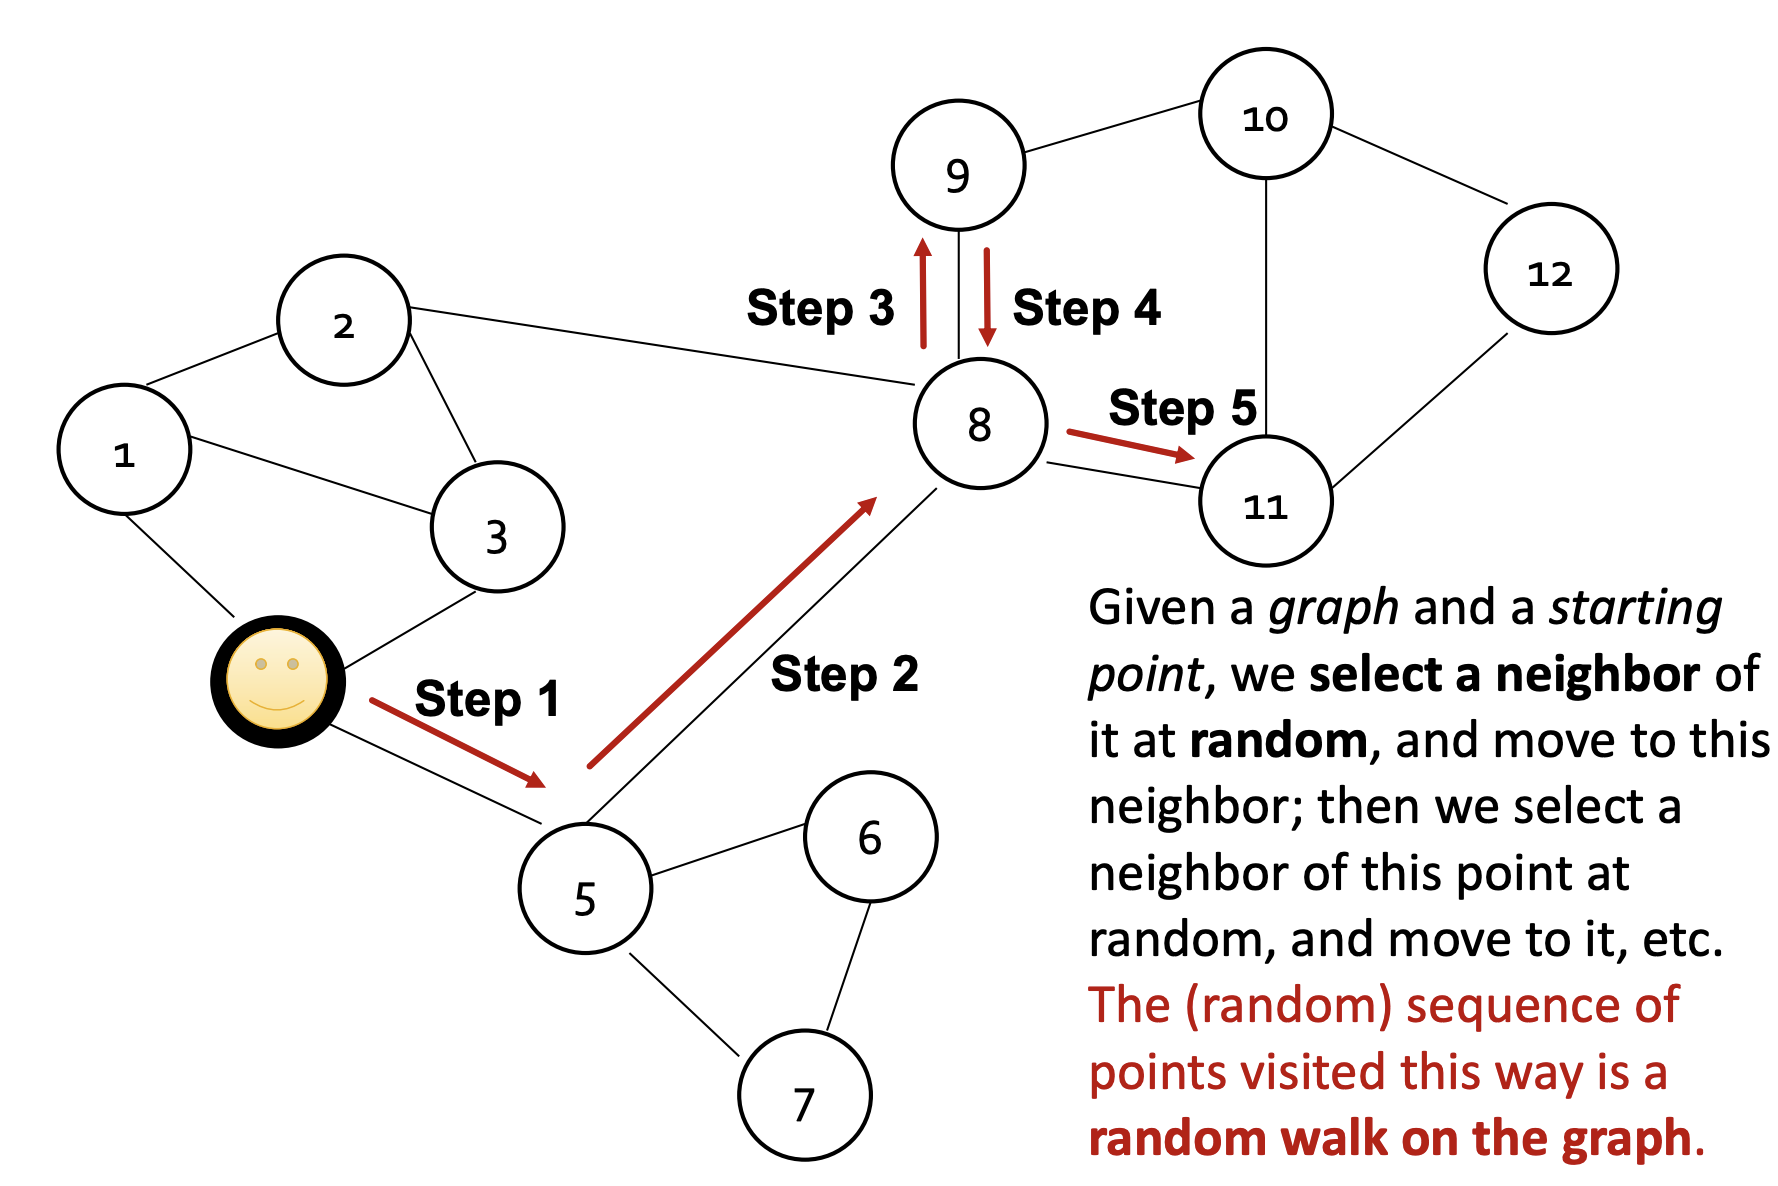 10
9
12
2
Step 3
Step 4
Step 5
8
1
11
3
Given a graph and a starting
point, we select a neighbor of
it at random, and move to this
neighbor; then we select a
neighbor of this point at
random, and move to it, etc.
The (random) sequence of
points visited this way is a
random walk on the graph.
Step 2
Step 1
6
5
7